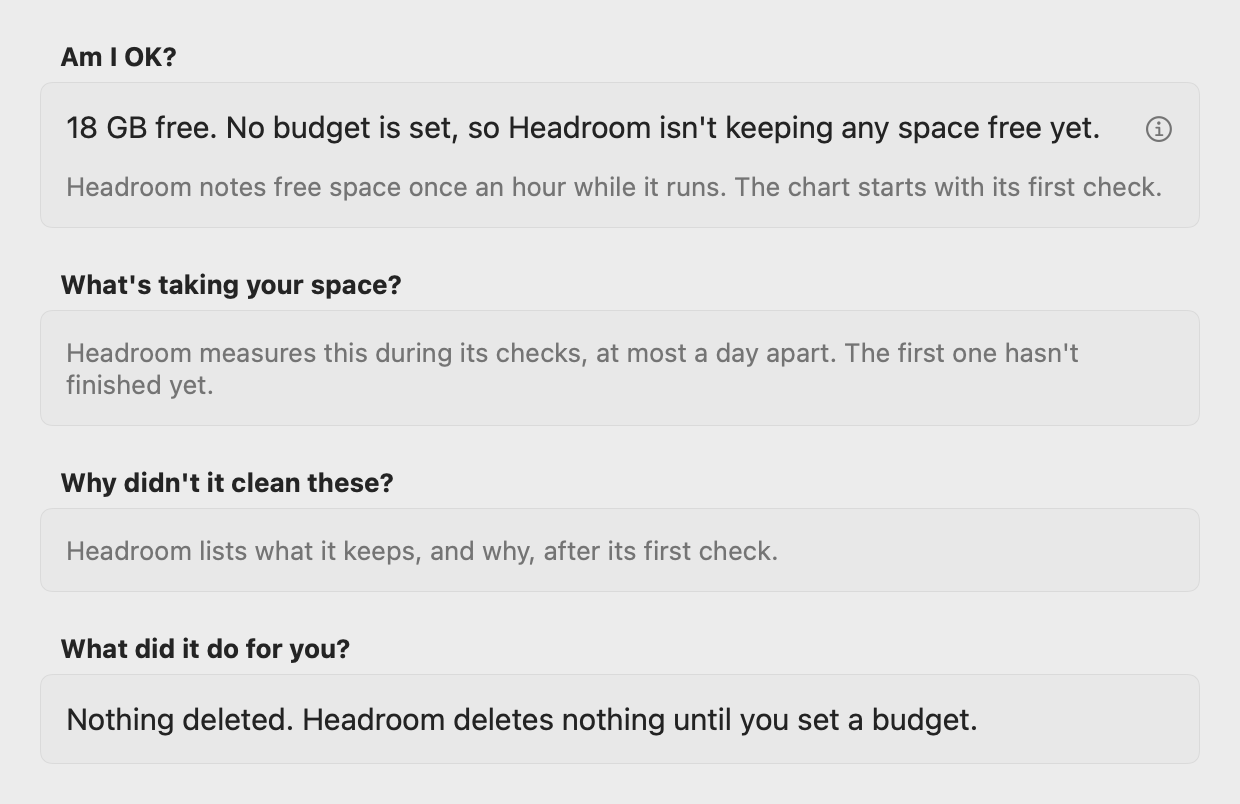 Am I OK?
18 GB free. No budget is set, so Headroom isn't keeping any space free yet.
Headroom notes free space once an hour while it runs. The chart starts with its first check.
What's taking your space?
Headroom measures this during its checks, at most a day apart. The first one hasn't
finished yet.
Why didn't it clean these?
Headroom lists what it keeps, and why, after its first check.
What did it do for you?
Nothing deleted. Headroom deletes nothing until you set a budget.